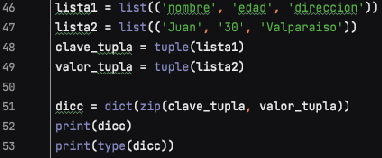 46 lista1 = list(('nombre', 'edad', 'direccion'))
47 lista2 = list(('Juan', '30', 'Valparaiso'))
48 clave_tupla = tuple(lista1)
49 valor_tupla = tuple(lista2)
50
51 dicc = dict(zip(clave_tupla, valor_tupla))
52 print(dicc)
53 print(type(dicc))